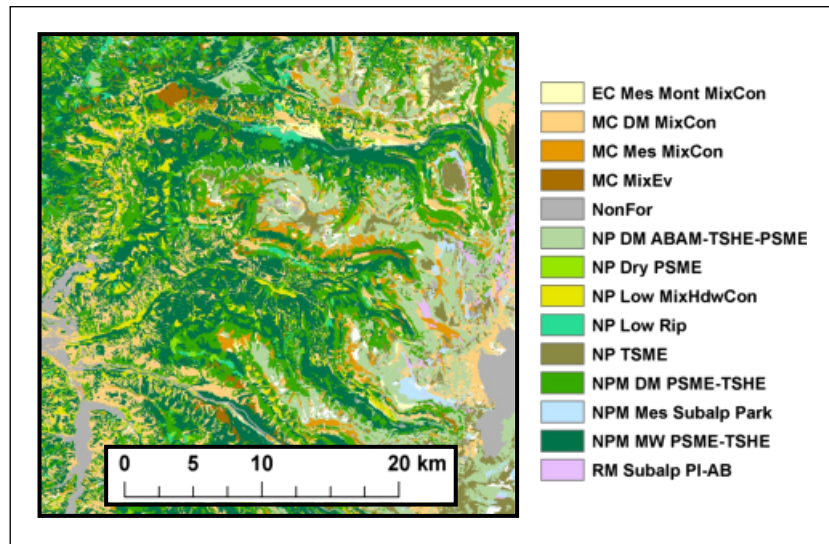 EC Mes Mont MixCon
MC DM MixCon
MC Mes MixCon
MC MixEv
NonFor
NP DM ABAM-TSHE-PSME
NP Dry PSME
NP Low MixHdwCon
NP Low Rip
NP TSME
NPM DM PSME-TSHE
NPM Mes Subalp Park
NPM MW PSME-TSHE
RM Subalp PI-AB
0 5 10 20 km